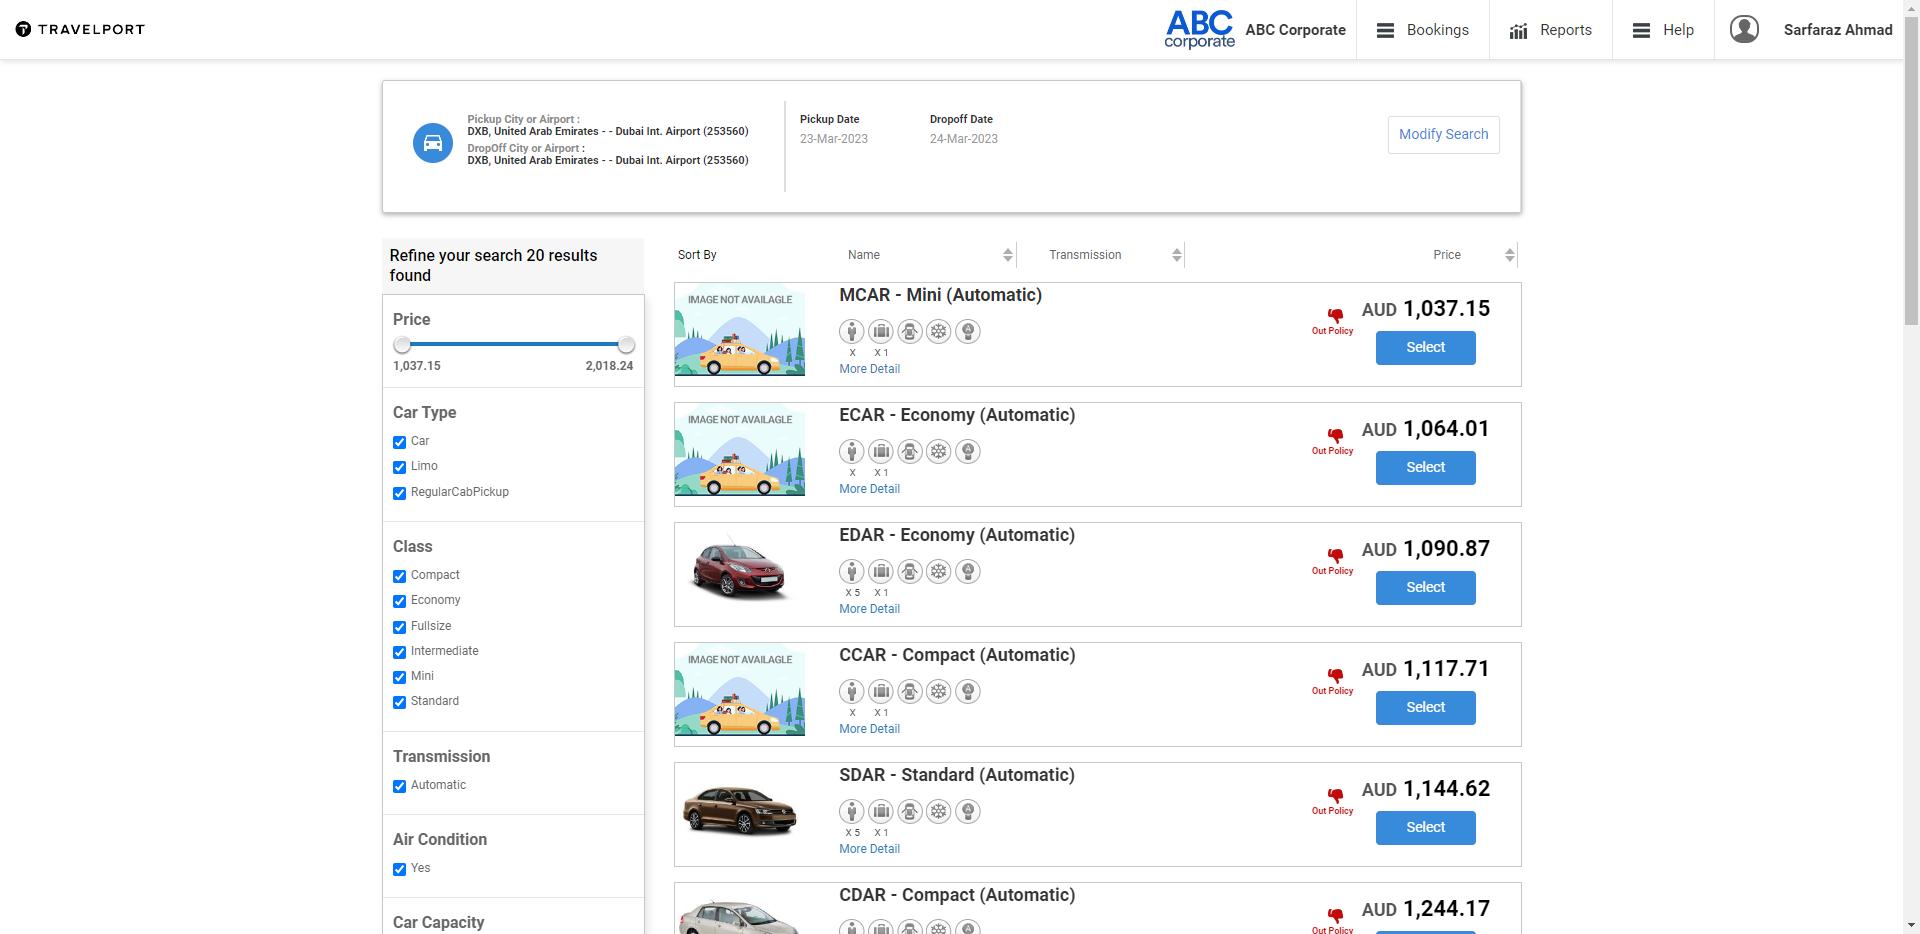 TRAVELPORT
ABC
corporate
ABC Corporate
Bookings
Reports
Help
Sarfaraz Ahmad
Pickup City or Airport :
DXB, United Arab Emirates - - Dubai Int. Airport (253560)
DropOff City or Airport :
DXB, United Arab Emirates - - Dubai Int. Airport (253560)
Pickup Date
23-Mar-2023
Dropoff Date
24-Mar-2023
Modify Search
Refine your search 20 results
found
Price
1,037.15
2,018.24
Car Type
Car
Limo
RegularCabPickup
Class
Compact
Economy
Fullsize
Intermediate
Mini
Standard
Transmission
Automatic
Air Condition
Yes
Car Capacity
Sort By
Name
Transmission
Price
IMAGE NOT AVAILAGLE
MCAR - Mini (Automatic)
X
X 1
More Detail
Out Policy
AUD 1,037.15
Select
IMAGE NOT AVAILAGLE
ECAR - Economy (Automatic)
X
X 1
More Detail
Out Policy
AUD 1,064.01
Select
EDAR - Economy (Automatic)
X 5
X 1
More Detail
Out Policy
AUD 1,090.87
Select
IMAGE NOT AVAILAGLE
CCAR - Compact (Automatic)
X
X 1
More Detail
Out Policy
AUD 1,117.71
Select
SDAR - Standard (Automatic)
X 5
X 1
More Detail
Out Policy
AUD 1,144.62
Select
CDAR - Compact (Automatic)
Out Policy
AUD 1,244.17